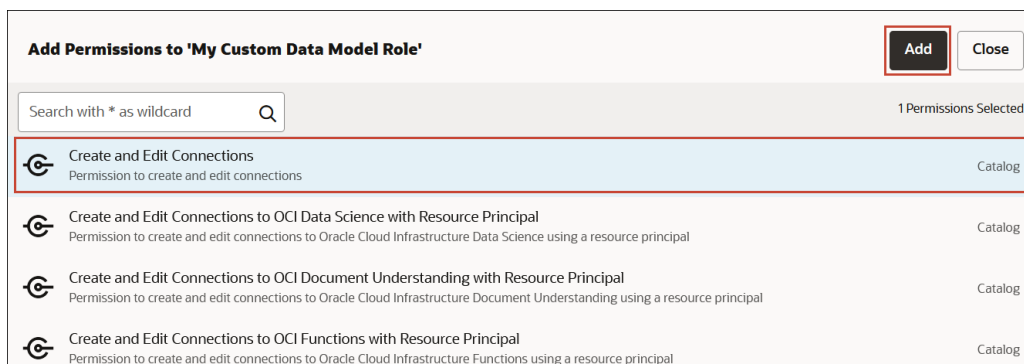 Add Permissions to 'My Custom Data Model Role'
Add
Close
Search with * as wildcard
1 Permissions Selected
Create and Edit Connections
Permission to create and edit connections
Catalog
Create and Edit Connections to OCI Data Science with Resource Principal
Permission to create and edit connections to Oracle Cloud Infrastructure Data Science using a resource principal
Catalog
Create and Edit Connections to OCI Document Understanding with Resource Principal
Permission to create and edit connections to Oracle Cloud Infrastructure Document Understanding using a resource principal
Catalog
Create and Edit Connections to OCI Functions with Resource Principal
Permission to create and edit connections to Oracle Cloud Infrastructure Functions using a resource principal
Catalog